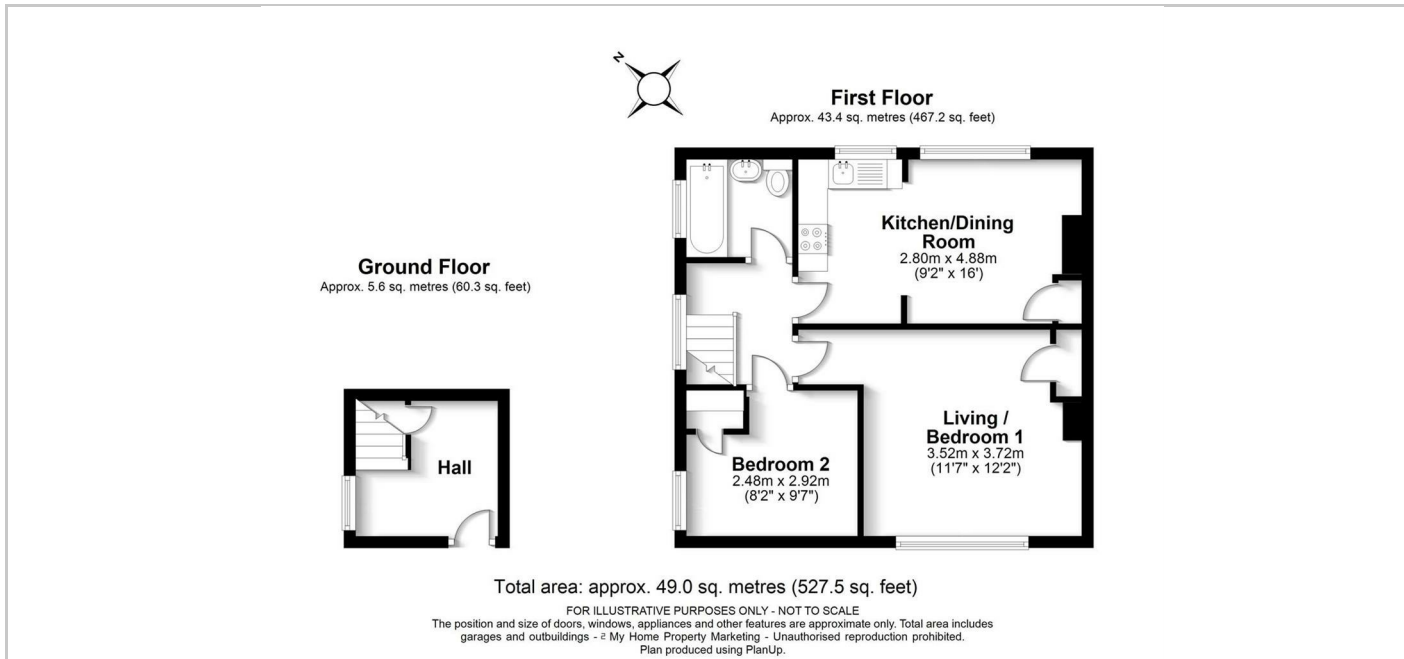 N
First Floor
Approx. 43.4 sq. metres (467.2 sq. feet)
Kitchen/Dining
Room
2.80m x 4.88m
(9'2" x 16')
Ground Floor
Approx. 5.6 sq. metres (60.3 sq. feet)
Hall
Living /
Bedroom 1
3.52m x 3.72m
(11'7" x 12'2")
Bedroom 2
2.48m x 2.92m
(8'2" x 9'7")
Total area: approx. 49.0 sq. metres (527.5 sq. feet)
FOR ILLUSTRATIVE PURPOSES ONLY - NOT TO SCALE
The position and size of doors, windows, appliances and other features are approximate only. Total area includes
garages and outbuildings - My Home Property Marketing - Unauthorised reproduction prohibited.
Plan produced using PlanUp.